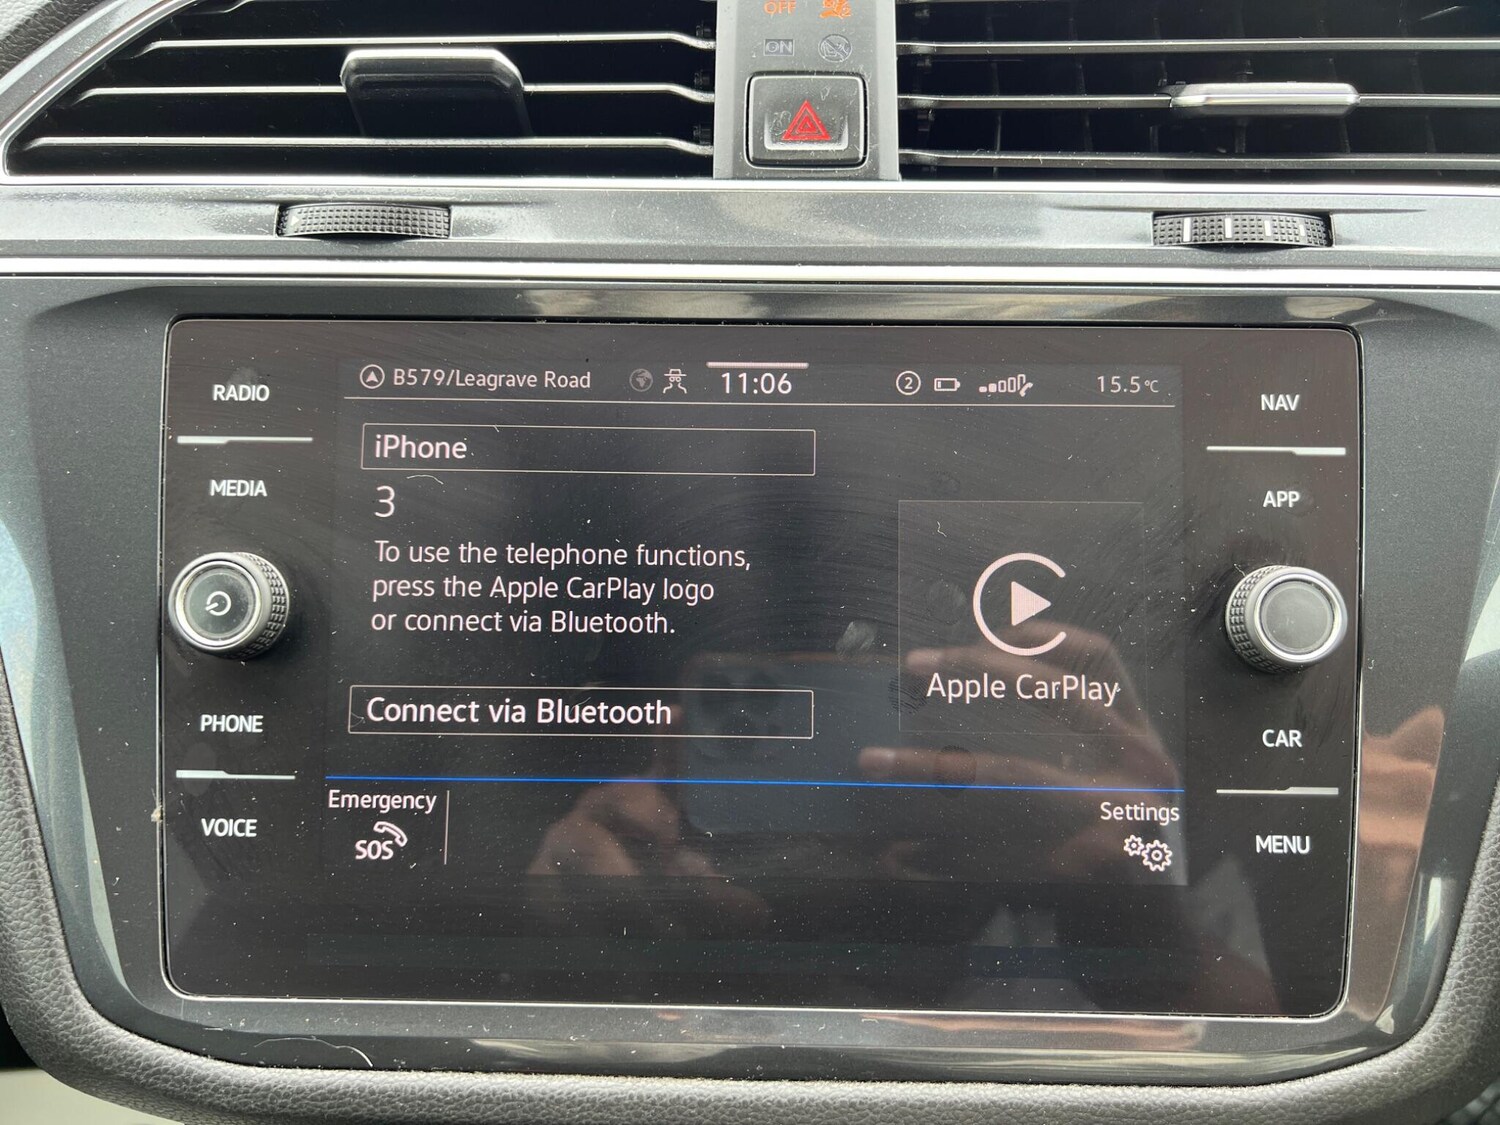 OFF
ON
RADIO
MEDIA
PHONE
VOICE
B579/Leagrave Road
11:06
2
15.5°C
iPhone
3
To use the telephone functions,
press the Apple CarPlay logo
or connect via Bluetooth.
Connect via Bluetooth
Apple CarPlay
Emergency
SOS
Settings
NAV
APP
CAR
MENU